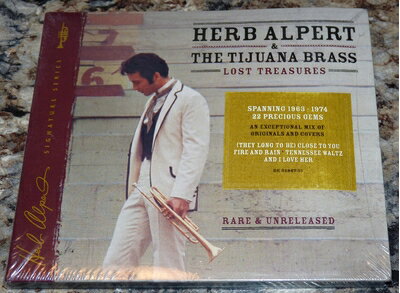 HERB ALPERT
& THE TIJUANA BRASS
LOST TREASURES
SPANNING 1963 - 1974
22 PRECIOUS GEMS
AN EXCEPTIONAL MIX OF
ORIGINALS AND COVERS
(THEY LONG TO BE) CLOSE TO YOU
FIRE AND RAIN · TENNESSEE WALTZ
AND I LOVE HER
RARE & UNRELEASED
SIGNATURE SERIES
Herb Alpert